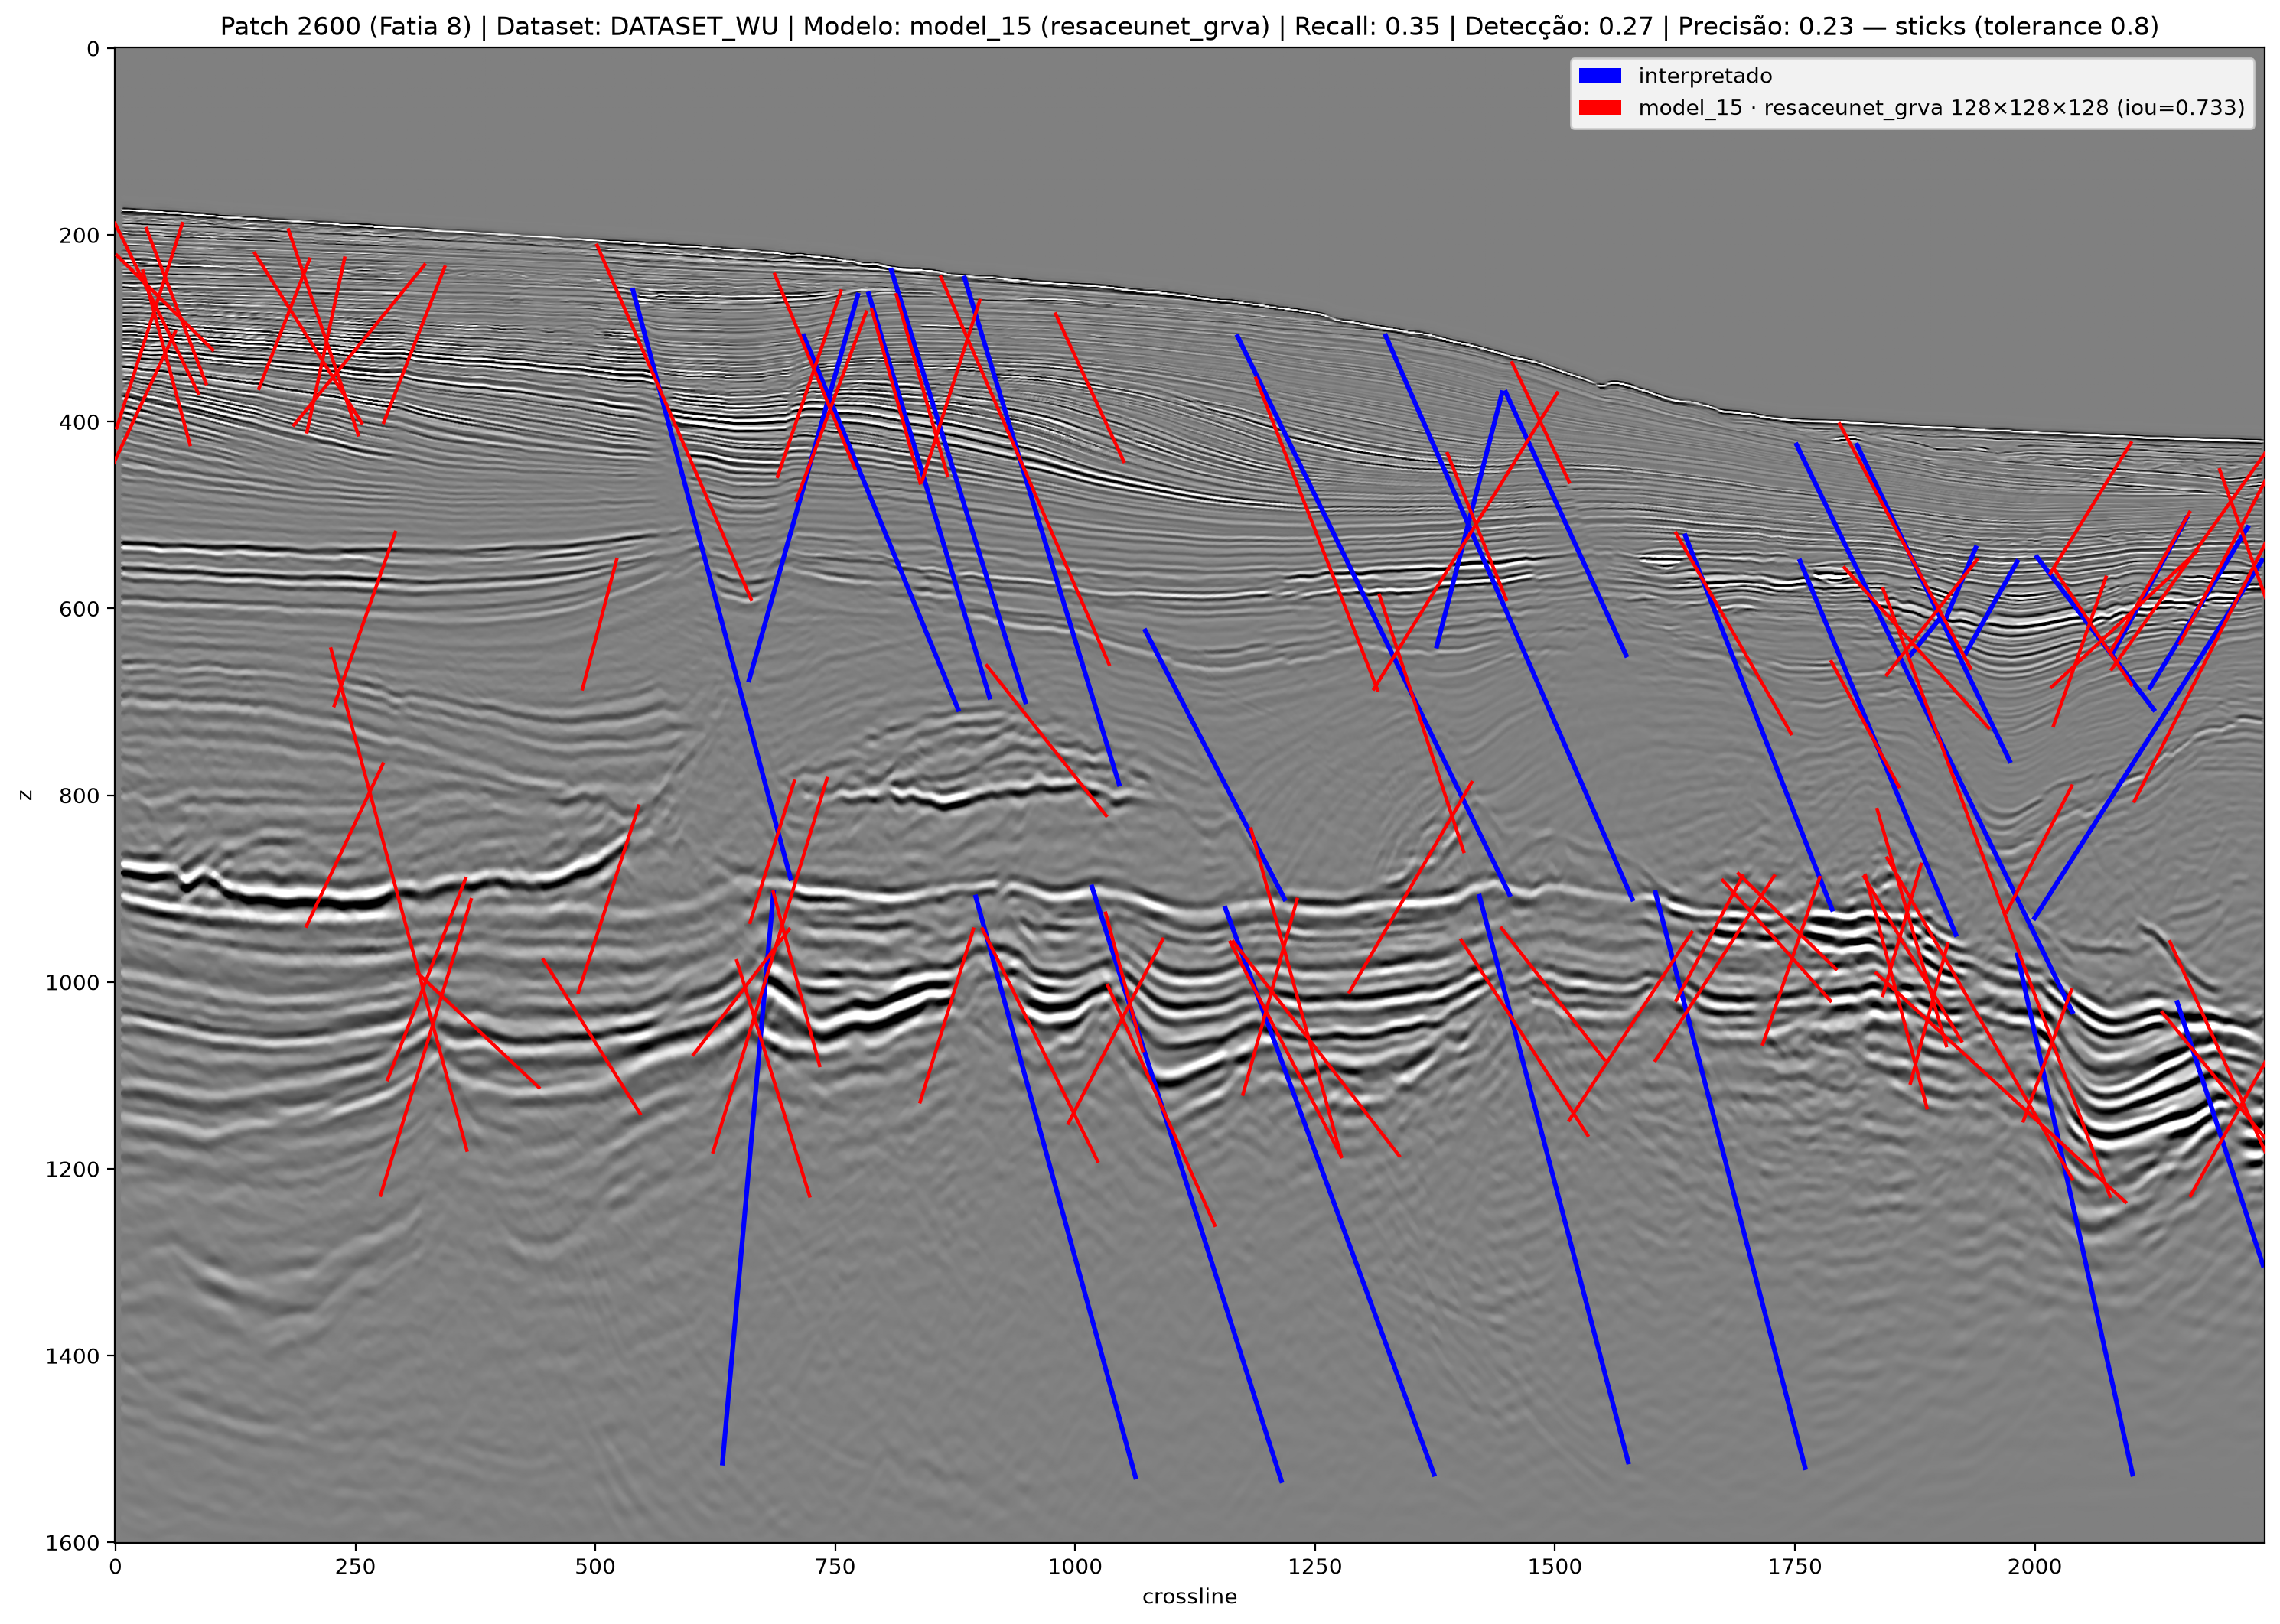 Patch 2600 (Fatia 8) | Dataset: DATASET_WU | Modelo: model_15 (resaceunet_grva) | Recall: 0.35 | Detecção: 0.27 | Precisão: 0.23 — sticks (tolerance 0.8)
interpretado
model_15 · resaceunet_grva 128×128×128 (iou=0.733)
0
200
400
600
800
1000
1200
1400
1600
z
0 250 500 750 1000 1250 1500 1750 2000
crossline